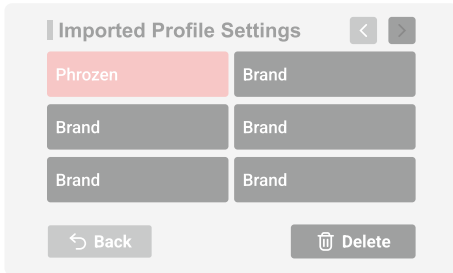 Imported Profile Settings
Phrozen Brand
Brand Brand
Brand Brand
Back Delete